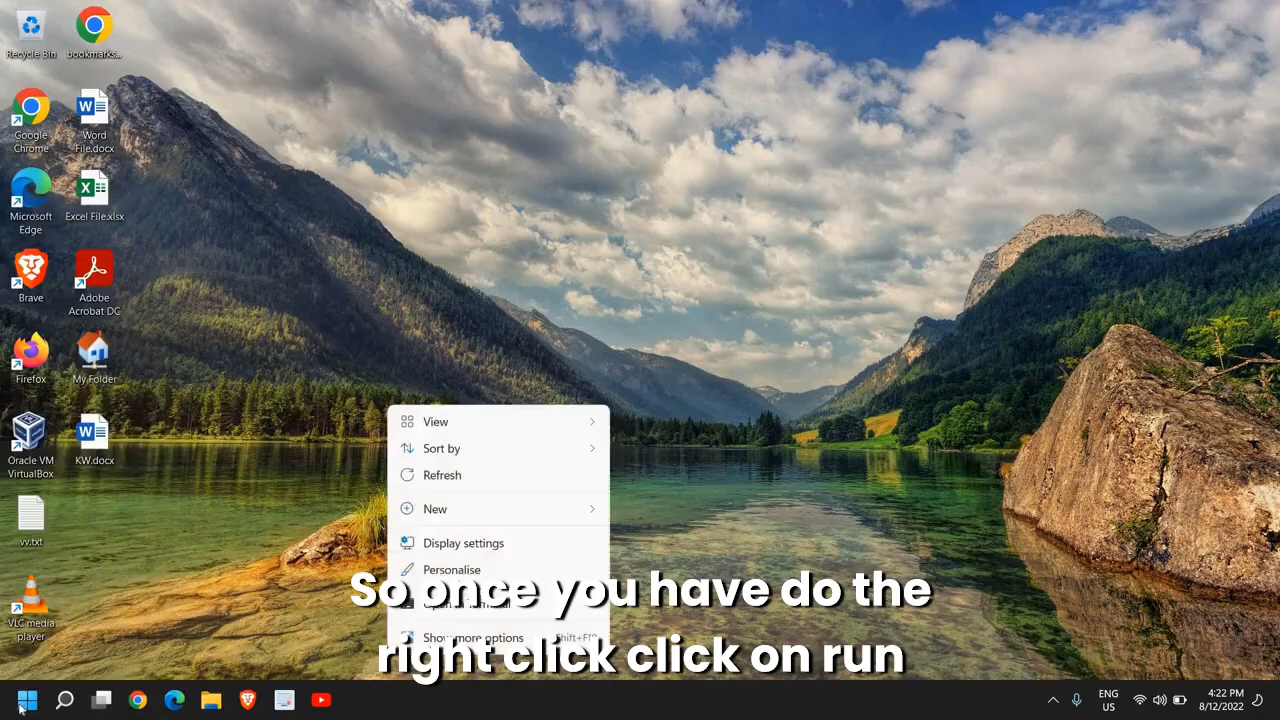 Recycle Bin
bookmarks...
Google
Chrome
Word
File.docx
Microsoft
Edge
Excel File.xlsx
Brave
Adobe
Acrobat DC
Firefox
My Folder
Oracle VM
VirtualBox
KW.docx
vv.txt
VLC media
player
View
Sort by
Refresh
New
Display settings
Personalise
Show more options
So once you have do the
right click click on run
ENG
US
4:22 PM
8/12/2022